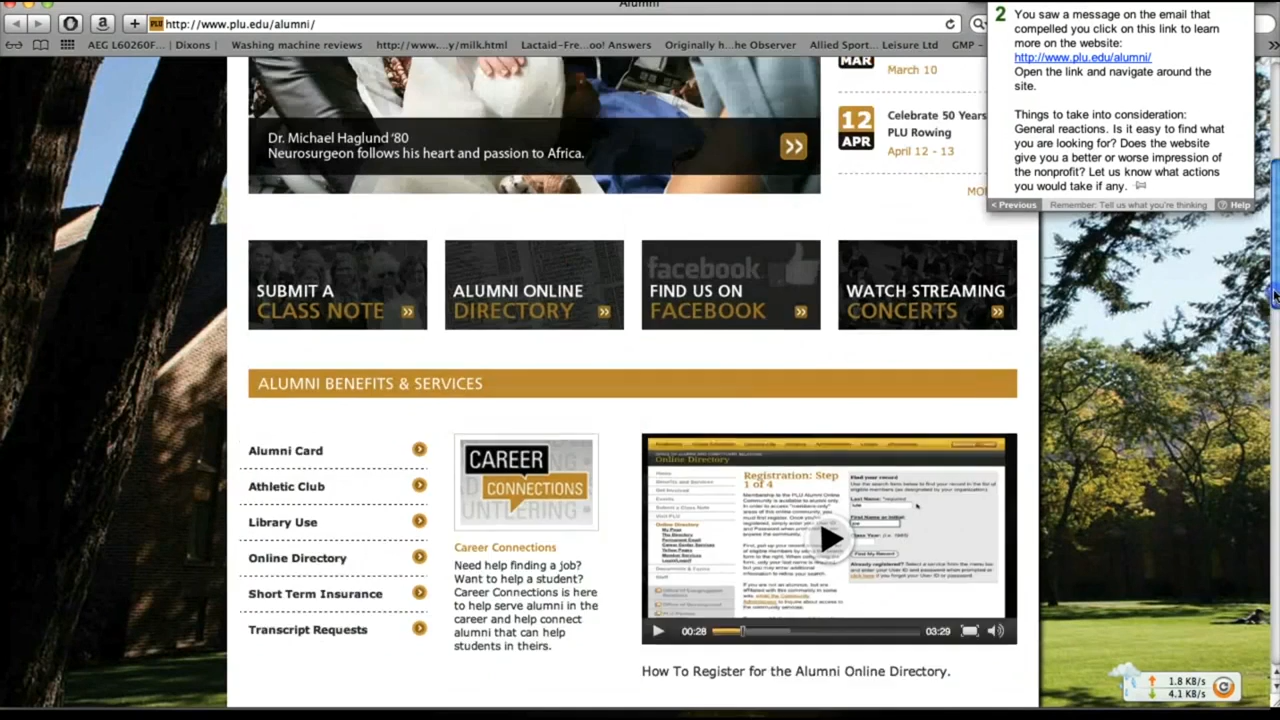 Alumni
PLU http://www.plu.edu/alumni/
AEG L60260F... | Dixons | Washing machine reviews http://www....y/milk.html Lactaid-Fre...oo! Answers Originally h...he Observer Allied Sport... Leisure Ltd GMP -
2 You saw a message on the email that
compelled you click on this link to learn
more on the website:
http://www.plu.edu/alumni/
Open the link and navigate around the
site.
Things to take into consideration:
General reactions. Is it easy to find what
you are looking for? Does the website
give you a better or worse impression of
the nonprofit? Let us know what actions
you would take if any.
< Previous Remember: Tell us what you're thinking ? Help
MAR
March 10
12
APR
Celebrate 50 Years
PLU Rowing
April 12 - 13
MO
Dr. Michael Haglund '80
Neurosurgeon follows his heart and passion to Africa.
SUBMIT A
CLASS NOTE
ALUMNI ONLINE
DIRECTORY
facebook
FIND US ON
FACEBOOK
WATCH STREAMING
CONCERTS
ALUMNI BENEFITS & SERVICES
Alumni Card
Athletic Club
Library Use
Online Directory
Short Term Insurance
Transcript Requests
CAREER
CONNECTIONS
Career Connections
Need help finding a job?
Want to help a student?
Career Connections is here
to help serve alumni in the
career and help connect
alumni that can help
students in theirs.
Online Directory
Registration: Step
1 of 4
Find your record
00:28 03:29
How To Register for the Alumni Online Directory.
1.8 KB/s
4.1 KB/s